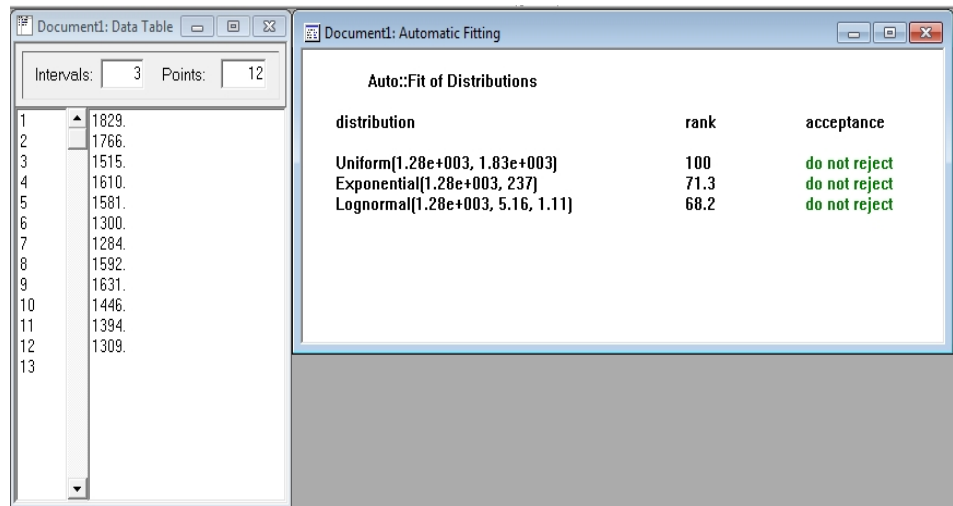 Document1: Data Table
Intervals: 3 Points: 12
1 1829.
2 1766.
3 1515.
4 1610.
5 1581.
6 1300.
7 1284.
8 1592.
9 1631.
10 1446.
11 1394.
12 1309.
13
Document1: Automatic Fitting
Auto::Fit of Distributions
distribution rank acceptance
Uniform(1.28e+003, 1.83e+003) 100 do not reject
Exponential(1.28e+003, 237) 71.3 do not reject
Lognormal(1.28e+003, 5.16, 1.11) 68.2 do not reject